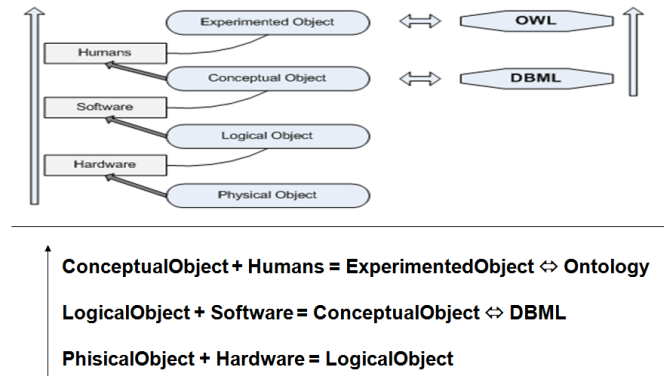 Experimented Object OWL
Humans
Conceptual Object DBML
Software
Logical Object
Hardware
Physical Object
ConceptualObject + Humans = ExperimentedObject ⇔ Ontology
LogicalObject + Software = ConceptualObject ⇔ DBML
PhisicalObject + Hardware = LogicalObject